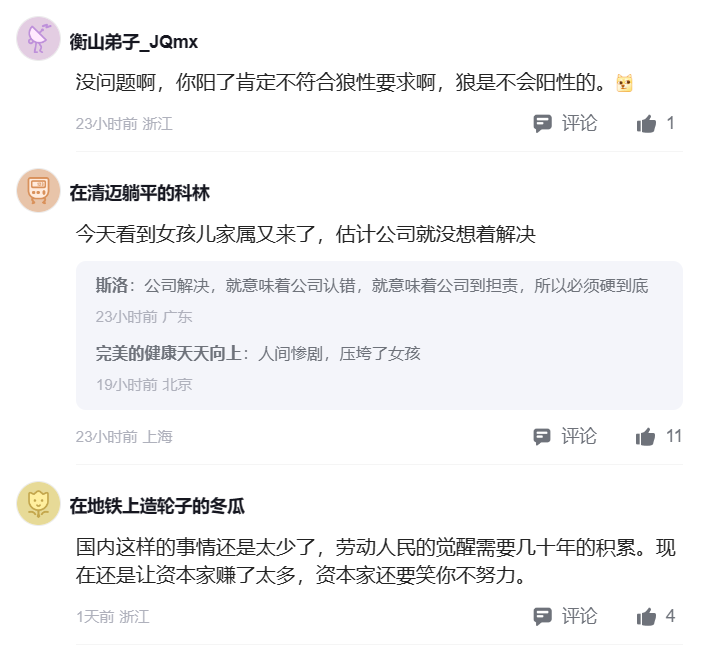 衡山弟子_JQmx
没问题啊，你阳了肯定不符合狼性要求啊，狼是不会阳性的。
23小时前 浙江
评论
1
在清迈躺平的科林
今天看到女孩儿家属又来了，估计公司就没想着解决
斯洛：公司解决，就意味着公司认错，就意味着公司到担责，所以必须硬到底
23小时前 广东
完美的健康天天向上：人间惨剧，压垮了女孩
19小时前 北京
23小时前 上海
评论
11
在地铁上造轮子的冬瓜
国内这样的事情还是太少了，劳动人民的觉醒需要几十年的积累。现
在还是让资本家赚了太多，资本家还要笑你不努力。
1天前 浙江
评论
4